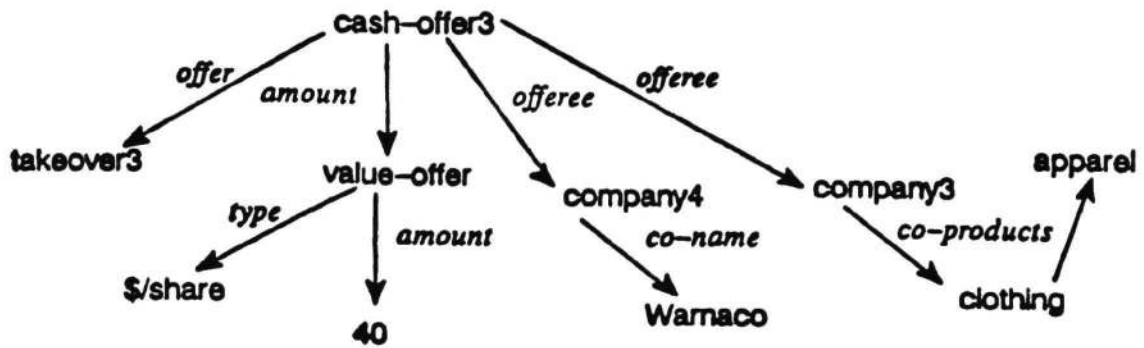 cash-offer3
offer
amount
offeree
offeree
takeover3
value-offer
company4
company3
apparel
type
amount
co-name
co-products
$/share
40
Warnaco
clothing